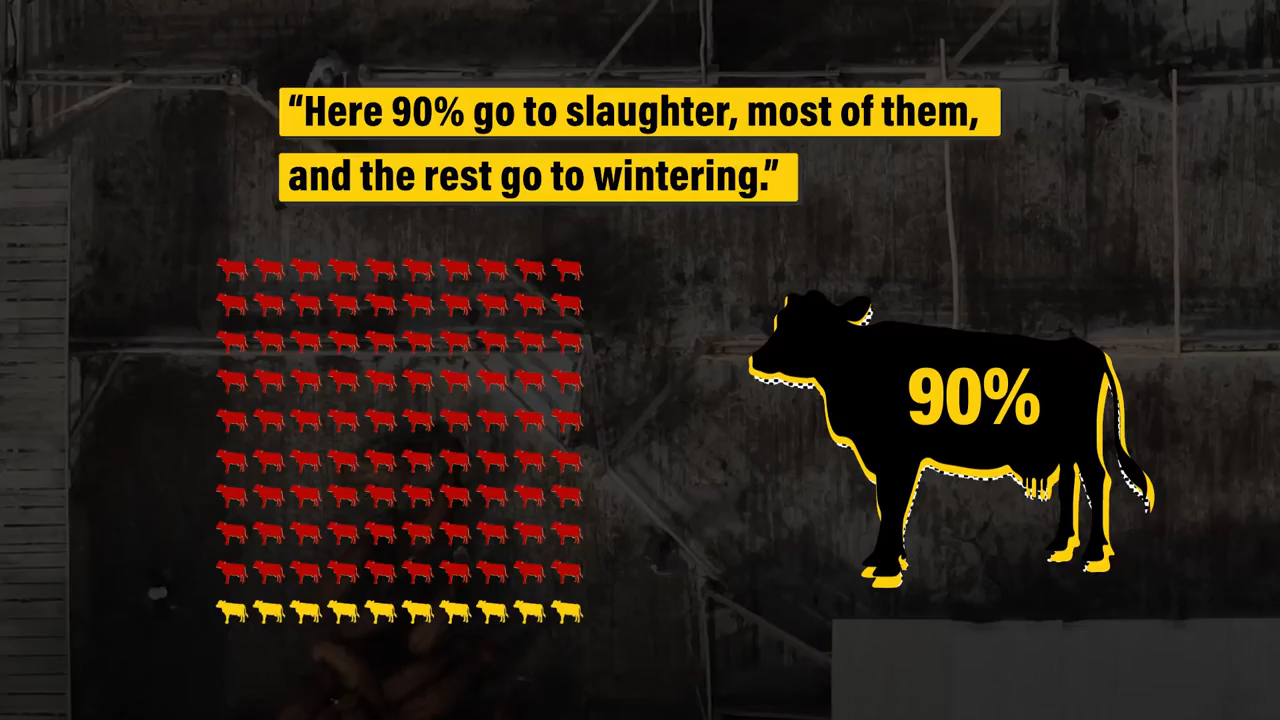 “Here 90% go to slaughter, most of them,
and the rest go to wintering.”
90%